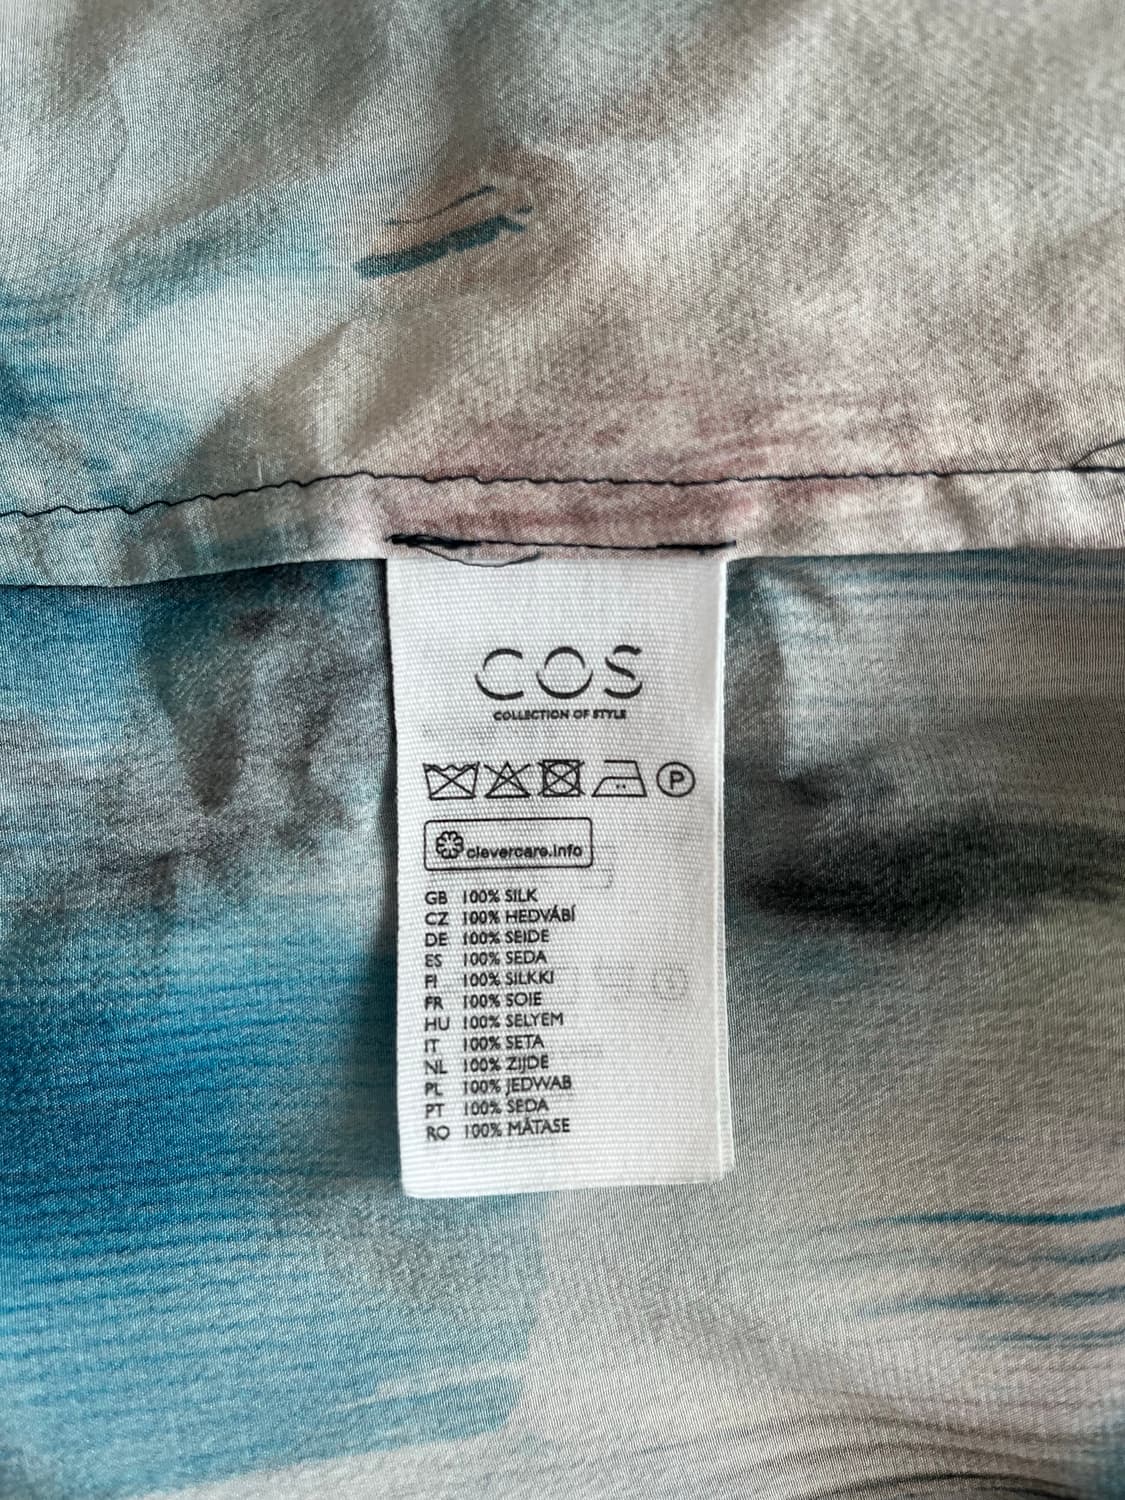 COS
COLLECTION OF STYLE
P
clevercare.info
GB 100% SILK
CZ 100% HEDVÁBÍ
DE 100% SEIDE
ES 100% SEDA
FI 100% SILKKI
FR 100% SOIE
HU 100% SELYEM
IT 100% SETA
NL 100% ZIJDE
PL 100% JEDWAB
PT 100% SEDA
RO 100% MĂTASE